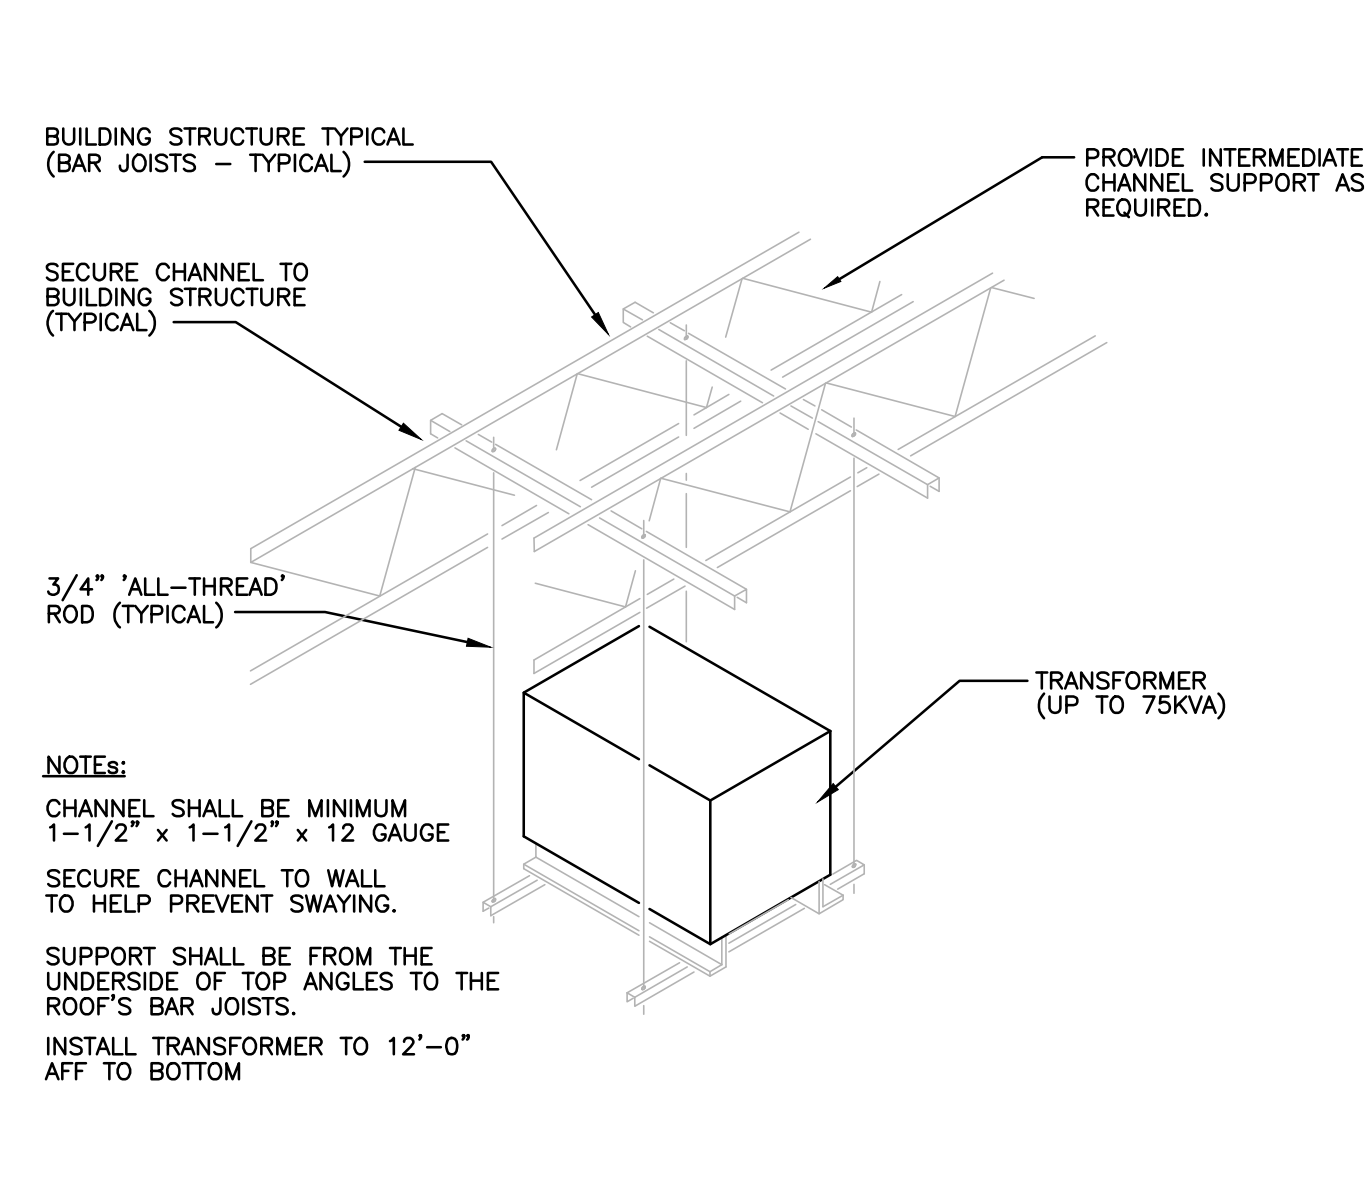 BUILDING STRUCTURE TYPICAL
(BAR JOISTS - TYPICAL)
PROVIDE INTERMEDIATE
CHANNEL SUPPORT AS
REQUIRED.
SECURE CHANNEL TO
BUILDING STRUCTURE
(TYPICAL)
3/4" 'ALL-THREAD'
ROD (TYPICAL)
TRANSFORMER
(UP TO 75KVA)
NOTEs:
CHANNEL SHALL BE MINIMUM
1-1/2" x 1-1/2" x 12 GAUGE
SECURE CHANNEL TO WALL
TO HELP PREVENT SWAYING.
SUPPORT SHALL BE FROM THE
UNDERSIDE OF TOP ANGLES TO THE
ROOF'S BAR JOISTS.
INSTALL TRANSFORMER TO 12'-0"
AFF TO BOTTOM